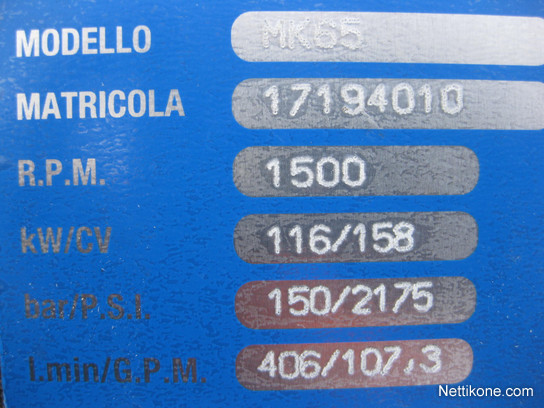 MODELLO MK65
MATRICOLA 17194010
R.P.M. 1500
kW/CV 116/158
bar/P.S.I. 150/2175
l.min/G.P.M. 406/107,3
Nettikone.com